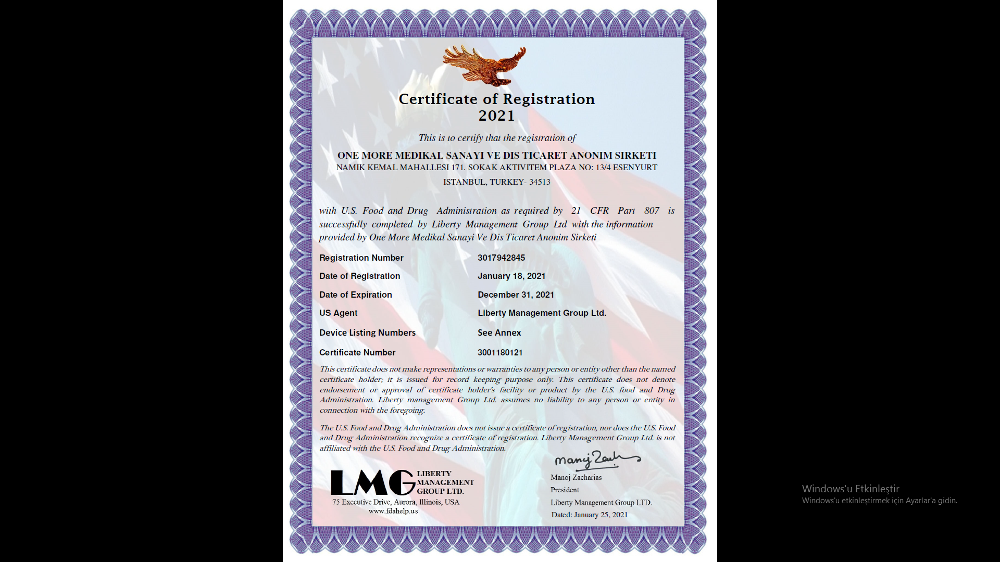 Certificate of Registration
2021
This is to certify that the registration of
ONE MORE MEDIKAL SANAYI VE DIS TICARET ANONIM SIRKETI
NAMIK KEMAL MAHALLESI 171. SOKAK AKTIVITEM PLAZA NO: 13/4 ESENYURT
ISTANBUL, TURKEY- 34513
with U.S. Food and Drug Administration as required by 21 CFR Part 807 is
successfully completed by Liberty Management Group Ltd with the information
provided by One More Medikal Sanayi Ve Dis Ticaret Anonim Sirketi
Registration Number 3017942845
Date of Registration January 18, 2021
Date of Expiration December 31, 2021
US Agent Liberty Management Group Ltd.
Device Listing Numbers See Annex
Certificate Number 3001180121
This certificate does not make representations or warranties to any person or entity other than the named
certificate holder; it is issued for record keeping purpose only. This certificate does not denote
endorsement or approval of certificate holder's facility or product by the U.S. food and Drug
Administration. Liberty management Group Ltd. assumes no liability to any person or entity in
connection with the foregoing.
The U.S. Food and Drug Administration does not issue a certificate of registration, nor does the U.S. Food
and Drug Administration recognize a certificate of registration. Liberty Management Group Ltd. is not
affiliated with the U.S. Food and Drug Administration.
LMG LIBERTY
MANAGEMENT
GROUP LTD.
75 Executive Drive, Aurora, Illinois, USA
www.fdahelp.us
Manoj Zacharias
President
Liberty Management Group LTD.
Dated: January 25, 2021
Windows'u Etkinleştir
Windows'u etkinleştirmek için Ayarlar'a gidin.